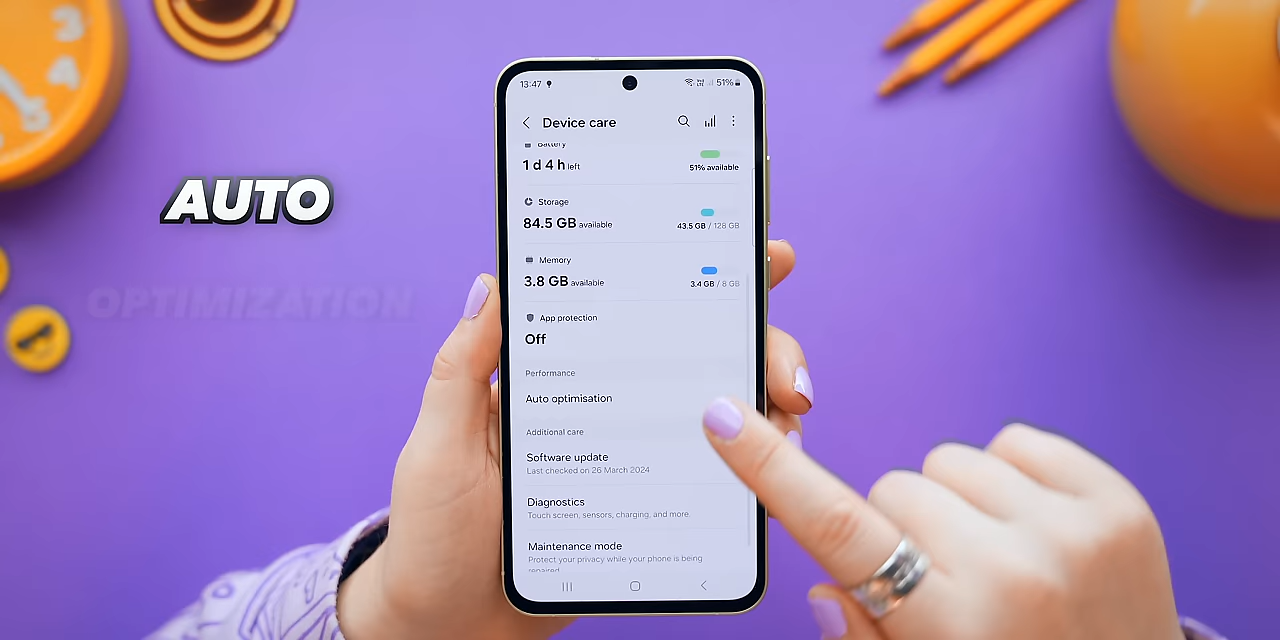 AUTO
OPTIMIZATION
13:47
51%
Device care
Battery
1 d 4 h left
51% available
Storage
84.5 GB available
43.5 GB / 128 GB
Memory
3.8 GB available
3.4 GB / 8 GB
App protection
Off
Performance
Auto optimisation
Additional care
Software update
Last checked on 26 March 2024
Diagnostics
Touch screen, sensors, charging, and more.
Maintenance mode
Protect your privacy while your phone is being
repaired.
3
4